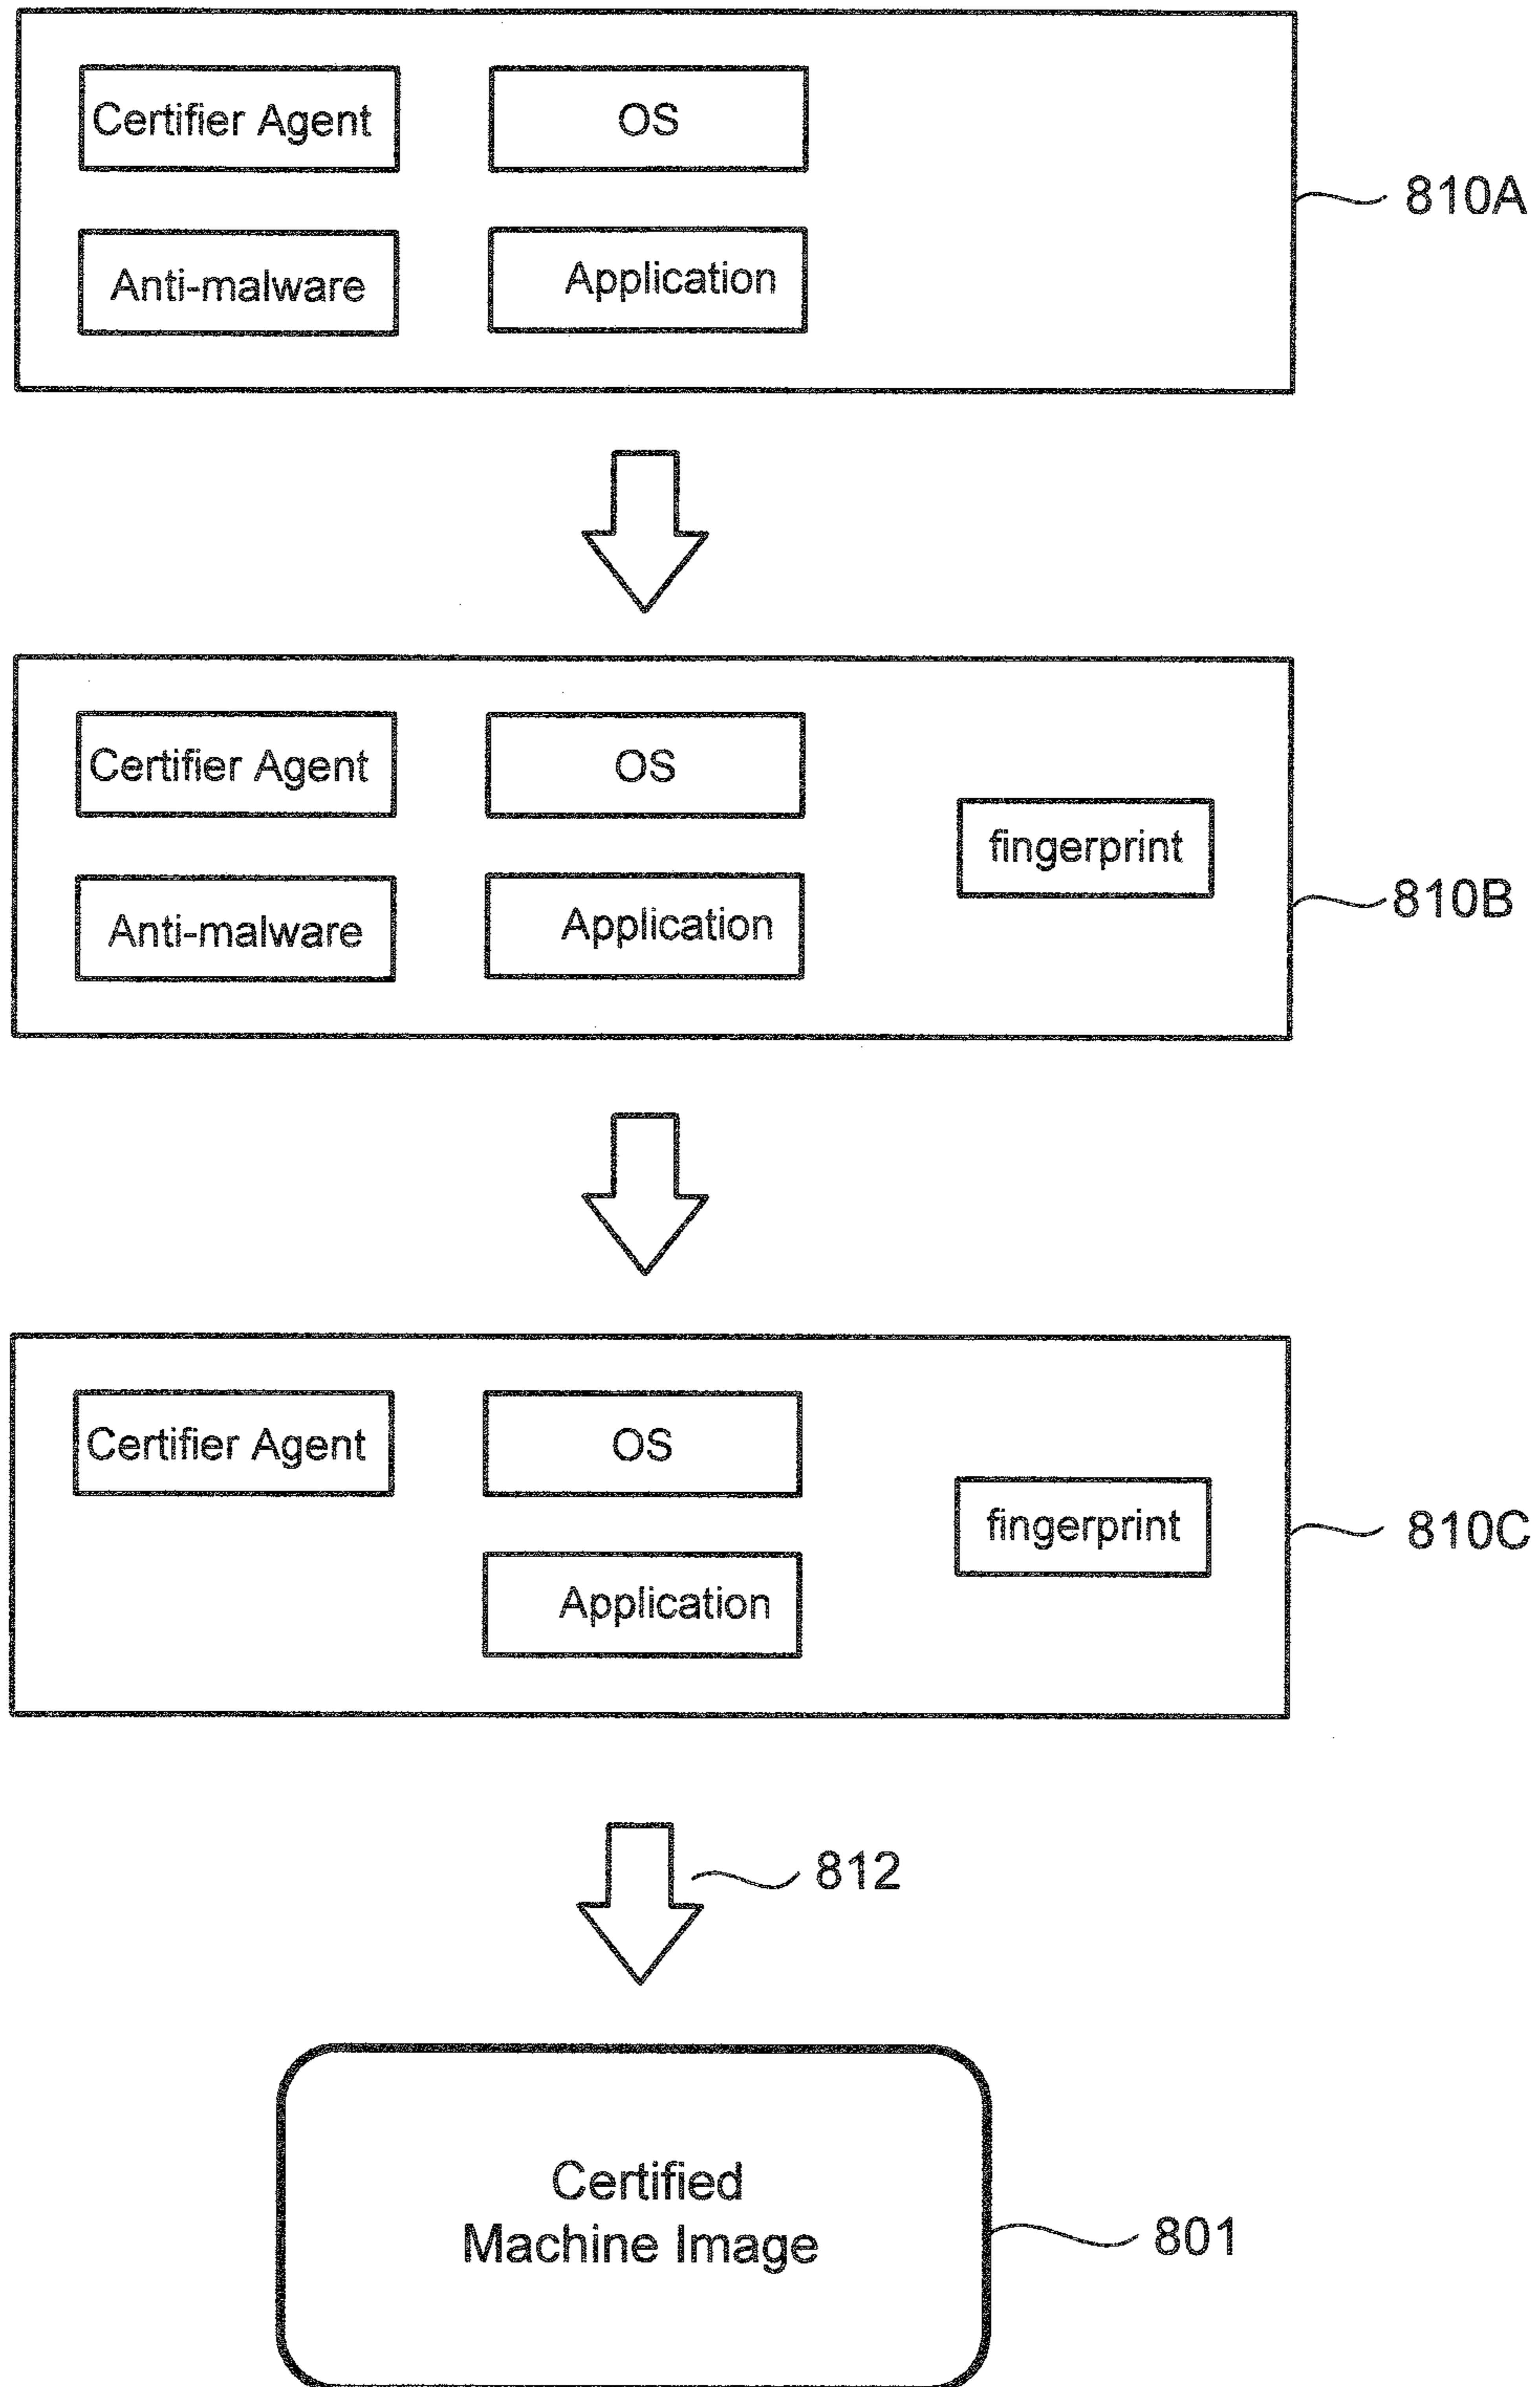 Certifier Agent
OS
810A
Anti-malware
Application
Certifier Agent
OS
fingerprint
810B
Anti-malware
Application
Certifier Agent
OS
fingerprint
810C
Application
812
Certified
Machine Image
801